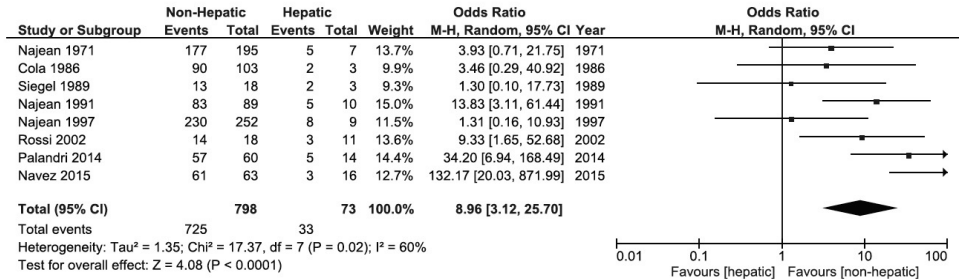 Non-Hepatic Hepatic Odds Ratio Odds Ratio
Study or Subgroup Events Total Events Total Weight M-H, Random, 95% CI Year M-H, Random, 95% CI
Najean 1971 177 195 5 7 13.7% 3.93 [0.71, 21.75] 1971
Cola 1986 90 103 2 3 9.9% 3.46 [0.29, 40.92] 1986
Siegel 1989 13 18 2 3 9.3% 1.30 [0.10, 17.73] 1989
Najean 1991 83 89 5 10 15.0% 13.83 [3.11, 61.44] 1991
Najean 1997 230 252 8 9 11.5% 1.31 [0.16, 10.93] 1997
Rossi 2002 14 18 3 11 13.6% 9.33 [1.65, 52.68] 2002
Palandri 2014 57 60 5 14 14.4% 34.20 [6.94, 168.49] 2014
Navez 2015 61 63 3 16 12.7% 132.17 [20.03, 871.99] 2015
Total (95% CI) 798 73 100.0% 8.96 [3.12, 25.70]
Total events 725 33
Heterogeneity: Tau² = 1.35; Chi² = 17.37, df = 7 (P = 0.02); I² = 60%
Test for overall effect: Z = 4.08 (P < 0.0001)
0.01 0.1 1 10 100
Favours [hepatic] Favours [non-hepatic]